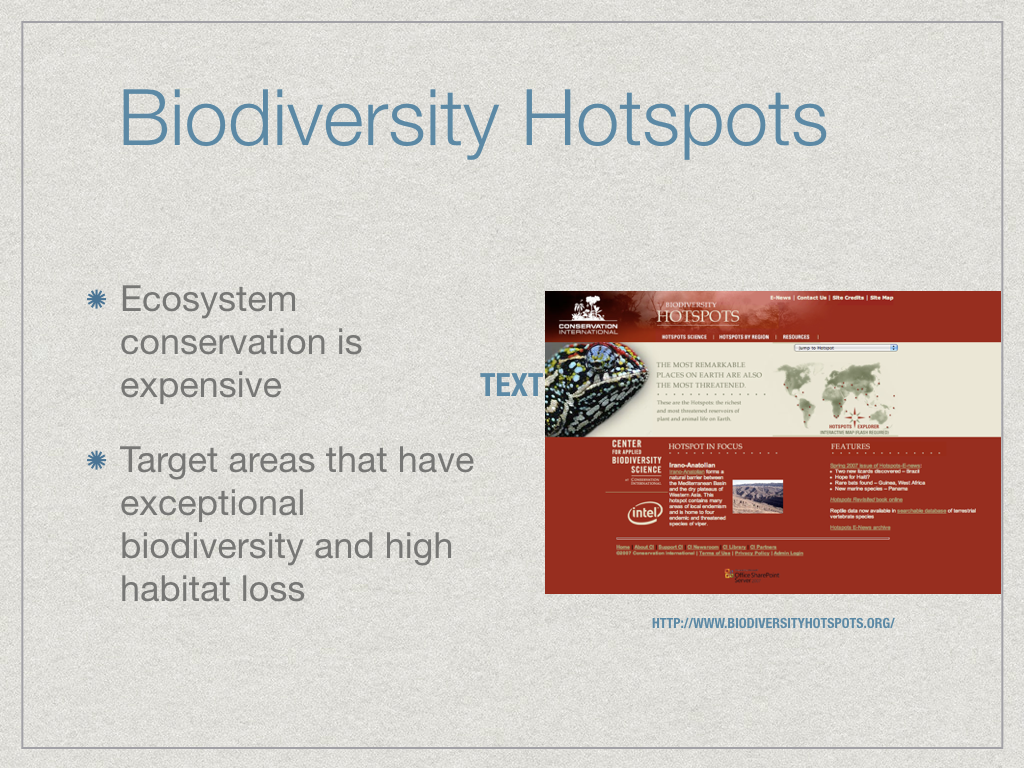 Biodiversity Hotspots
Ecosystem
conservation is
expensive
Target areas that have
exceptional
biodiversity and high
habitat loss
TEXT
E-News | Contact Us | Site Credits | Site Map
CONSERVATION
INTERNATIONAL
BIODIVERSITY
HOTSPOTS
HOTSPOTS SCIENCE | HOTSPOTS BY REGION | RESOURCES |
Jump to Hotspot
THE MOST REMARKABLE
PLACES ON EARTH ARE ALSO
THE MOST THREATENED.
These are the Hotspots: the richest
and most threatened reservoirs of
plant and animal life on Earth.
HOTSPOTS EXPLORER
INTERACTIVE MAP (FLASH REQUIRED)
CENTER
FOR APPLIED
BIODIVERSITY
SCIENCE
at CONSERVATION
INTERNATIONAL
intel
HOTSPOT IN FOCUS
Irano-Anatolian
Irano-Anatolian forms a
natural barrier between
the Mediterranean Basin
and the dry plateaus of
Western Asia. This
hotspot contains many
areas of local endemism
and is home to four
endemic and threatened
species of viper.
FEATURES
Spring 2007 issue of Hotspots E-news:
Two new lizards discovered – Brazil
Hope for Haiti?
Rare bats found – Guinea, West Africa
New marine species – Panama
Hotspots Revisited book online
Reptile data now available in searchable database of terrestrial
vertebrate species
Hotspots E-News archive
Home | About CI | Support CI | CI Newsroom | CI Library | CI Partners
©2007 Conservation International | Terms of Use | Privacy Policy | Admin Login
Office SharePoint
Server
HTTP://WWW.BIODIVERSITYHOTSPOTS.ORG/